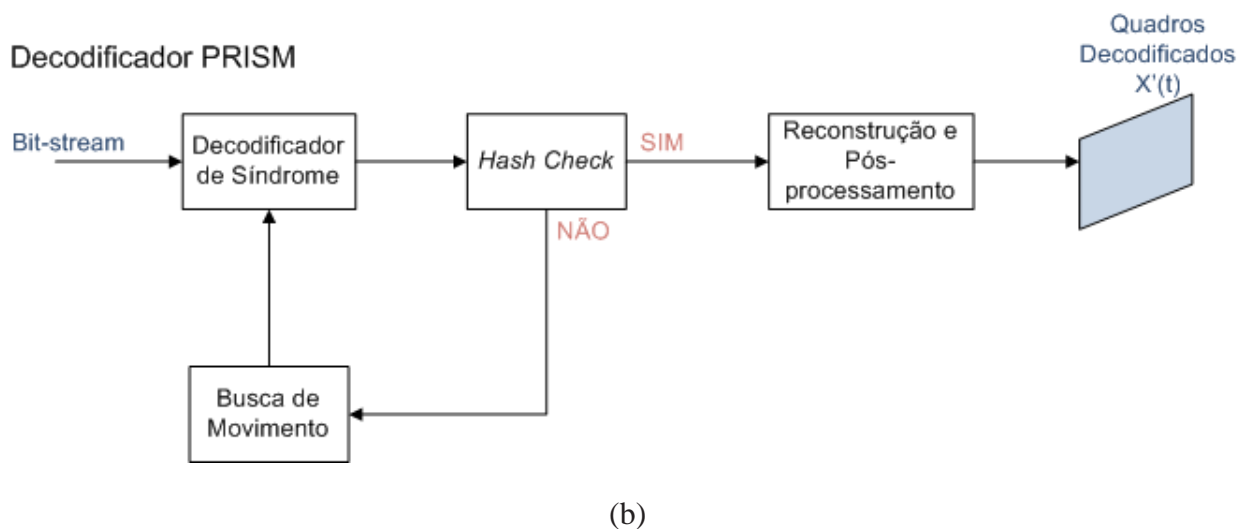 Quadros
Decodificados
X'(t)
Decodificador PRISM
Bit-stream
Decodificador
de Síndrome
Hash Check
SIM
Reconstrução e
Pós-
processamento
NÃO
Busca de
Movimento
(b)